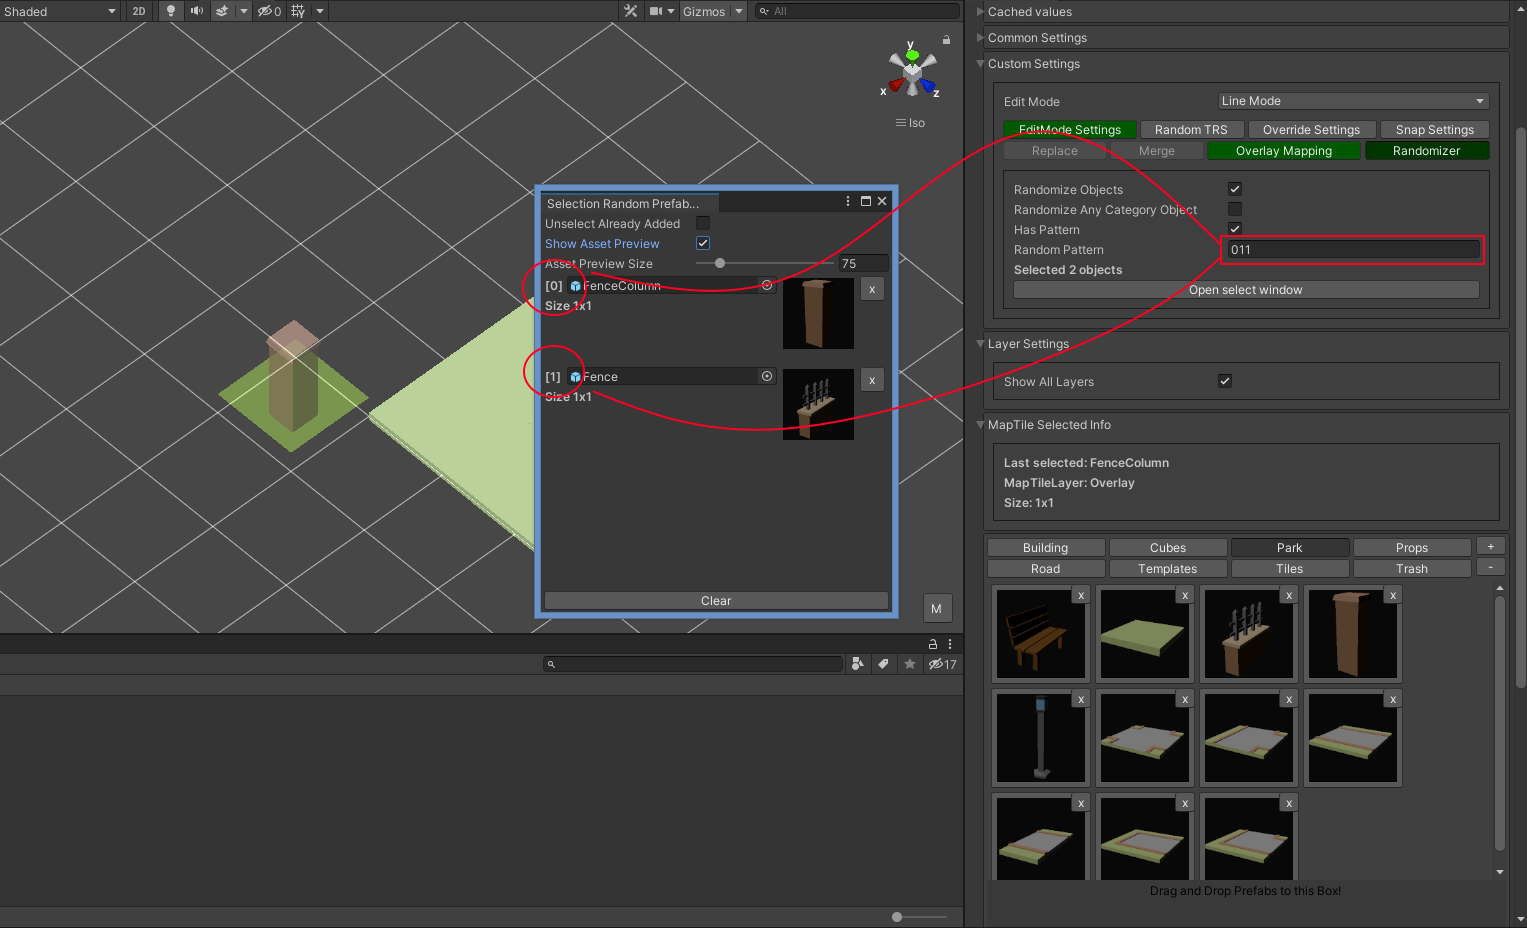 Shaded
2D
0
Gizmos
All
y
x
z
Iso
Selection Random Prefab...
Unselect Already Added
Show Asset Preview
Asset Preview Size
75
[0]
FenceColumn
x
Size 1x1
[1]
Fence
x
Size 1x1
Clear
M
17
Cached values
Common Settings
Custom Settings
Edit Mode
Line Mode
EditMode Settings
Random TRS
Override Settings
Snap Settings
Replace
Merge
Overlay Mapping
Randomizer
Randomize Objects
Randomize Any Category Object
Has Pattern
Random Pattern
011
Selected 2 objects
Open select window
Layer Settings
Show All Layers
MapTile Selected Info
Last selected: FenceColumn
MapTileLayer: Overlay
Size: 1x1
Building
Cubes
Park
Props
+
Road
Templates
Tiles
Trash
-
x
x
x
x
x
x
x
x
x
x
x
Drag and Drop Prefabs to this Box!